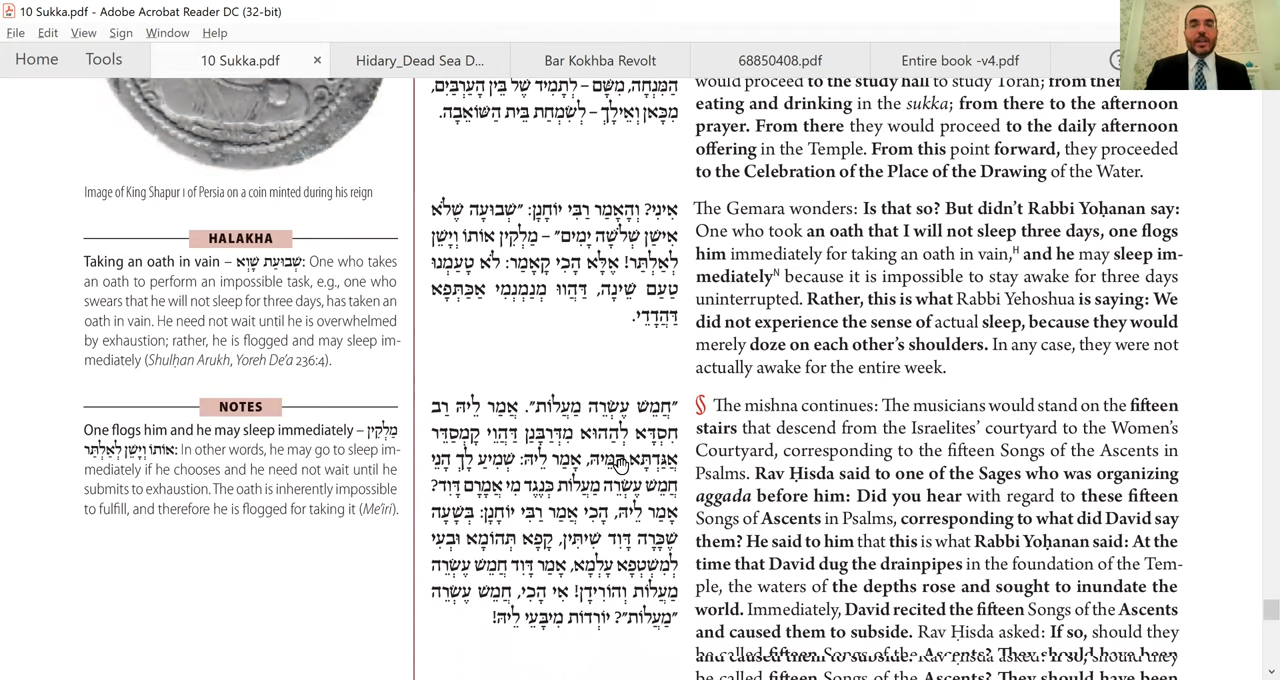 10 Sukka.pdf - Adobe Acrobat Reader DC (32-bit)
File Edit View Sign Window Help
Home Tools 10 Sukka.pdf × Hidary_Dead Sea D... Bar Kokhba Revolt 68850408.pdf Entire book -v4.pdf
Image of King Shapur I of Persia on a coin minted during his reign
HALAKHA
Taking an oath in vain – שְׁבוּעַת שָׁוְא: One who takes
an oath to perform an impossible task, e.g., one who
swears that he will not sleep for three days, has taken an
oath in vain. He need not wait until he is overwhelmed
by exhaustion; rather, he is flogged and may sleep im-
mediately (Shulḥan Arukh, Yoreh De'a 236:4).
NOTES
One flogs him and he may sleep immediately – מַלְקִין
אוֹתוֹ וְיָשֵׁן לְאַלְתַּר: In other words, he may go to sleep im-
mediately if he chooses and he need not wait until he
submits to exhaustion. The oath is inherently impossible
to fulfill, and therefore he is flogged for taking it (Me'iri).
הַמִּנְחָה, מִשָּׁם – לְתָמִיד שֶׁל בֵּין הָעַרְבַּיִם,
מִכָּאן וְאֵילָךְ – לְשִׂמְחַת בֵּית הַשּׁוֹאֵבָה.
אִינִי? וְהָאָמַר רַבִּי יוֹחָנָן: "שְׁבוּעָה שֶׁלֹּא
אִישַׁן שְׁלֹשָׁה יָמִים" – מַלְקִין אוֹתוֹ וְיָשֵׁן
לְאַלְתַּר! אֶלָּא הָכִי קָאָמַר: לֹא טָעַמְנוּ
טַעַם שֵׁינָה, דַּהֲווֹ מְנַמְנְמִי אַכַּתְפָּא
דַּהֲדָדֵי.
"חֲמֵשׁ עֶשְׂרֵה מַעֲלוֹת". אֲמַר לֵיהּ רַב
חִסְדָּא לְהַהוּא מִדְּרַבָּנַן דַּהֲוֵי קָמְסַדֵּר
אַגַּדְתָּא קַמֵּיהּ, אֲמַר לֵיהּ: שְׁמִיעַ לָךְ הָנֵי
חֲמֵשׁ עֶשְׂרֵה מַעֲלוֹת כְּנֶגֶד מִי אֲמָרָם דָּוִד?
אֲמַר לֵיהּ, הָכִי אֲמַר רַבִּי יוֹחָנָן: בְּשָׁעָה
שֶׁכָּרָה דָּוִד שִׁיתִין, קָפָא תְּהוֹמָא וּבְעֵי
לְמִשְׁטְפָא עָלְמָא, אָמַר דָּוִד חֲמֵשׁ עֶשְׂרֵה
מַעֲלוֹת וְהוֹרִידָן! אִי הָכִי, חֲמֵשׁ עֶשְׂרֵה
"מַעֲלוֹת"? יוֹרְדוֹת מִיבָּעֵי לֵיהּ!
would proceed to the study hall to study Torah; from
eating and drinking in the sukka; from there to the afternoon
prayer. From there they would proceed to the daily afternoon
offering in the Temple. From this point forward, they proceeded
to the Celebration of the Place of the Drawing of the Water.
The Gemara wonders: Is that so? But didn't Rabbi Yoḥanan say:
One who took an oath that I will not sleep three days, one flogs
him immediately for taking an oath in vain,ᴴ and he may sleep im-
mediatelyᴺ because it is impossible to stay awake for three days
uninterrupted. Rather, this is what Rabbi Yehoshua is saying: We
did not experience the sense of actual sleep, because they would
merely doze on each other's shoulders. In any case, they were not
actually awake for the entire week.
The mishna continues: The musicians would stand on the fifteen
stairs that descend from the Israelites' courtyard to the Women's
Courtyard, corresponding to the fifteen Songs of the Ascents in
Psalms. Rav Ḥisda said to one of the Sages who was organizing
aggada before him: Did you hear with regard to these fifteen
Songs of Ascents in Psalms, corresponding to what did David say
them? He said to him that this is what Rabbi Yoḥanan said: At the
time that David dug the drainpipes in the foundation of the Tem-
ple, the waters of the depths rose and sought to inundate the
world. Immediately, David recited the fifteen Songs of the Ascents
and caused them to subside. Rav Ḥisda asked: If so, should they
be called fifteen Songs of the Ascents? They should have been